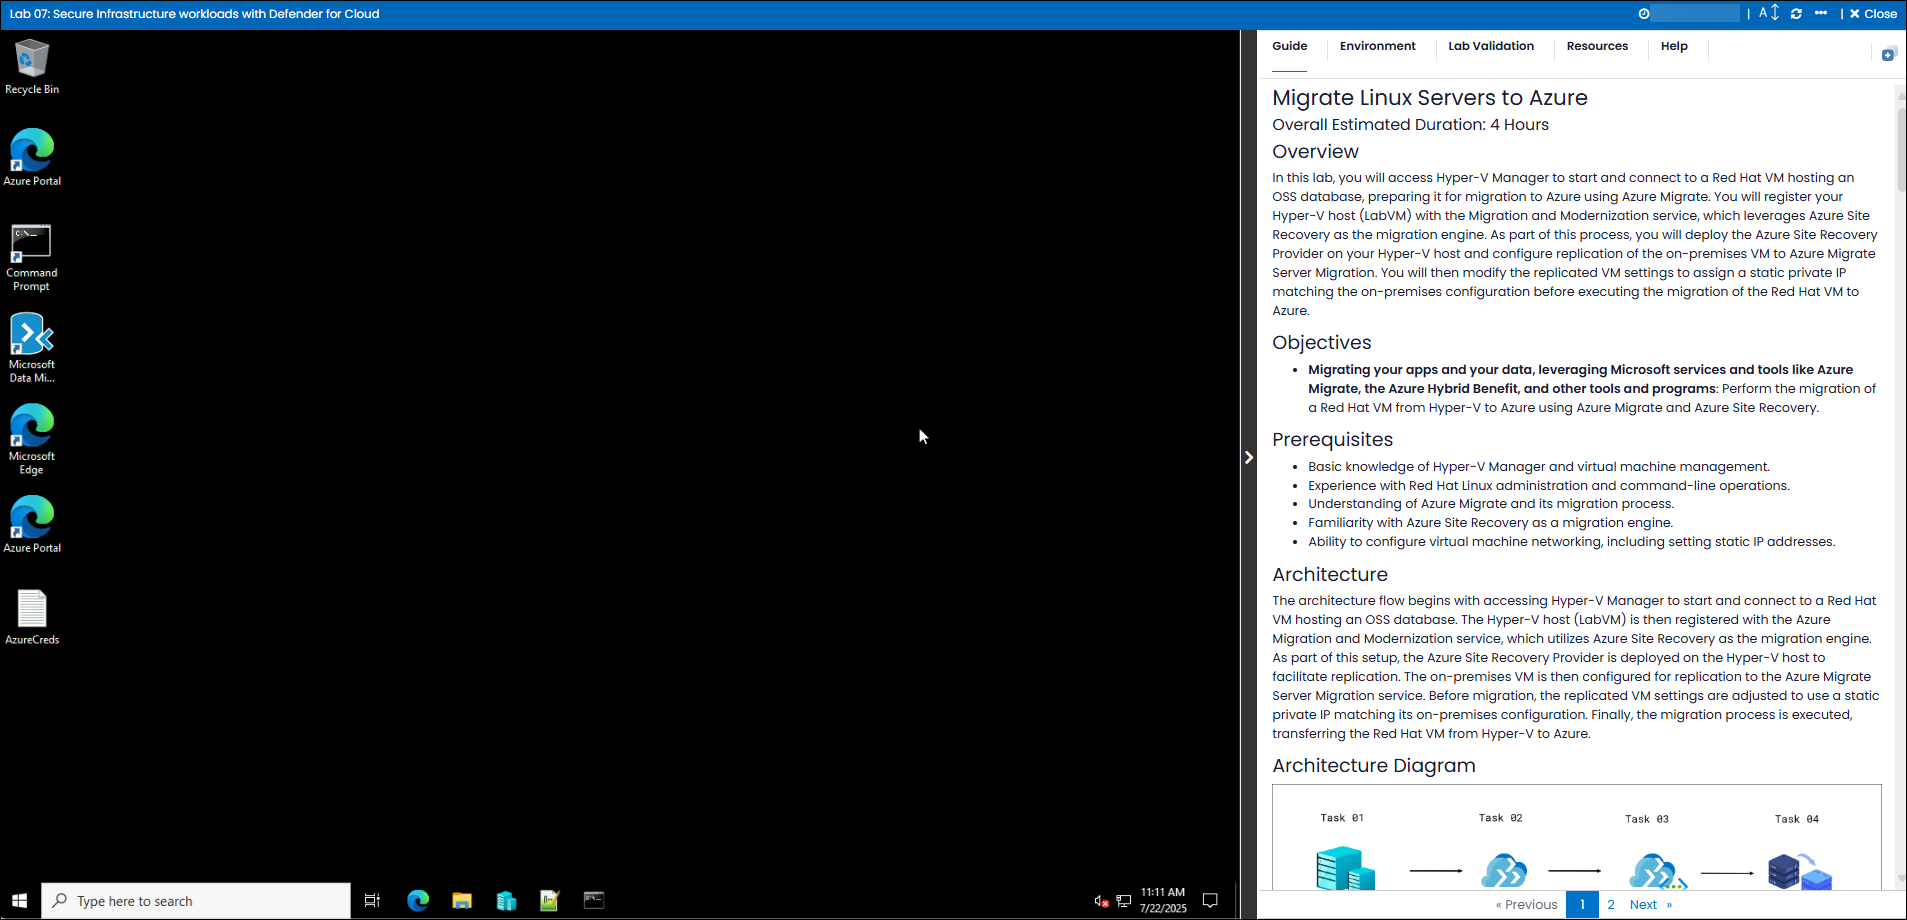 Lab 07: Secure Infrastructure workloads with Defender for Cloud
A
Close
Recycle Bin
Azure Portal
Command
Prompt
Microsoft
Data Mi...
Microsoft
Edge
Azure Portal
AzureCreds
Type here to search
11:11 AM
7/22/2025
Guide
Environment
Lab Validation
Resources
Help
Migrate Linux Servers to Azure
Overall Estimated Duration: 4 Hours
Overview
In this lab, you will access Hyper-V Manager to start and connect to a Red Hat VM hosting an
OSS database, preparing it for migration to Azure using Azure Migrate. You will register your
Hyper-V host (LabVM) with the Migration and Modernization service, which leverages Azure Site
Recovery as the migration engine. As part of this process, you will deploy the Azure Site Recovery
Provider on your Hyper-V host and configure replication of the on-premises VM to Azure Migrate
Server Migration. You will then modify the replicated VM settings to assign a static private IP
matching the on-premises configuration before executing the migration of the Red Hat VM to
Azure.
Objectives
• Migrating your apps and your data, leveraging Microsoft services and tools like Azure
Migrate, the Azure Hybrid Benefit, and other tools and programs: Perform the migration of
a Red Hat VM from Hyper-V to Azure using Azure Migrate and Azure Site Recovery.
Prerequisites
• Basic knowledge of Hyper-V Manager and virtual machine management.
• Experience with Red Hat Linux administration and command-line operations.
• Understanding of Azure Migrate and its migration process.
• Familiarity with Azure Site Recovery as a migration engine.
• Ability to configure virtual machine networking, including setting static IP addresses.
Architecture
The architecture flow begins with accessing Hyper-V Manager to start and connect to a Red Hat
VM hosting an OSS database. The Hyper-V host (LabVM) is then registered with the Azure
Migration and Modernization service, which utilizes Azure Site Recovery as the migration engine.
As part of this setup, the Azure Site Recovery Provider is deployed on the Hyper-V host to
facilitate replication. The on-premises VM is then configured for replication to the Azure Migrate
Server Migration service. Before migration, the replicated VM settings are adjusted to use a static
private IP matching its on-premises configuration. Finally, the migration process is executed,
transferring the Red Hat VM from Hyper-V to Azure.
Architecture Diagram
Task 01
Task 02
Task 03
Task 04
« Previous
1
2
Next »